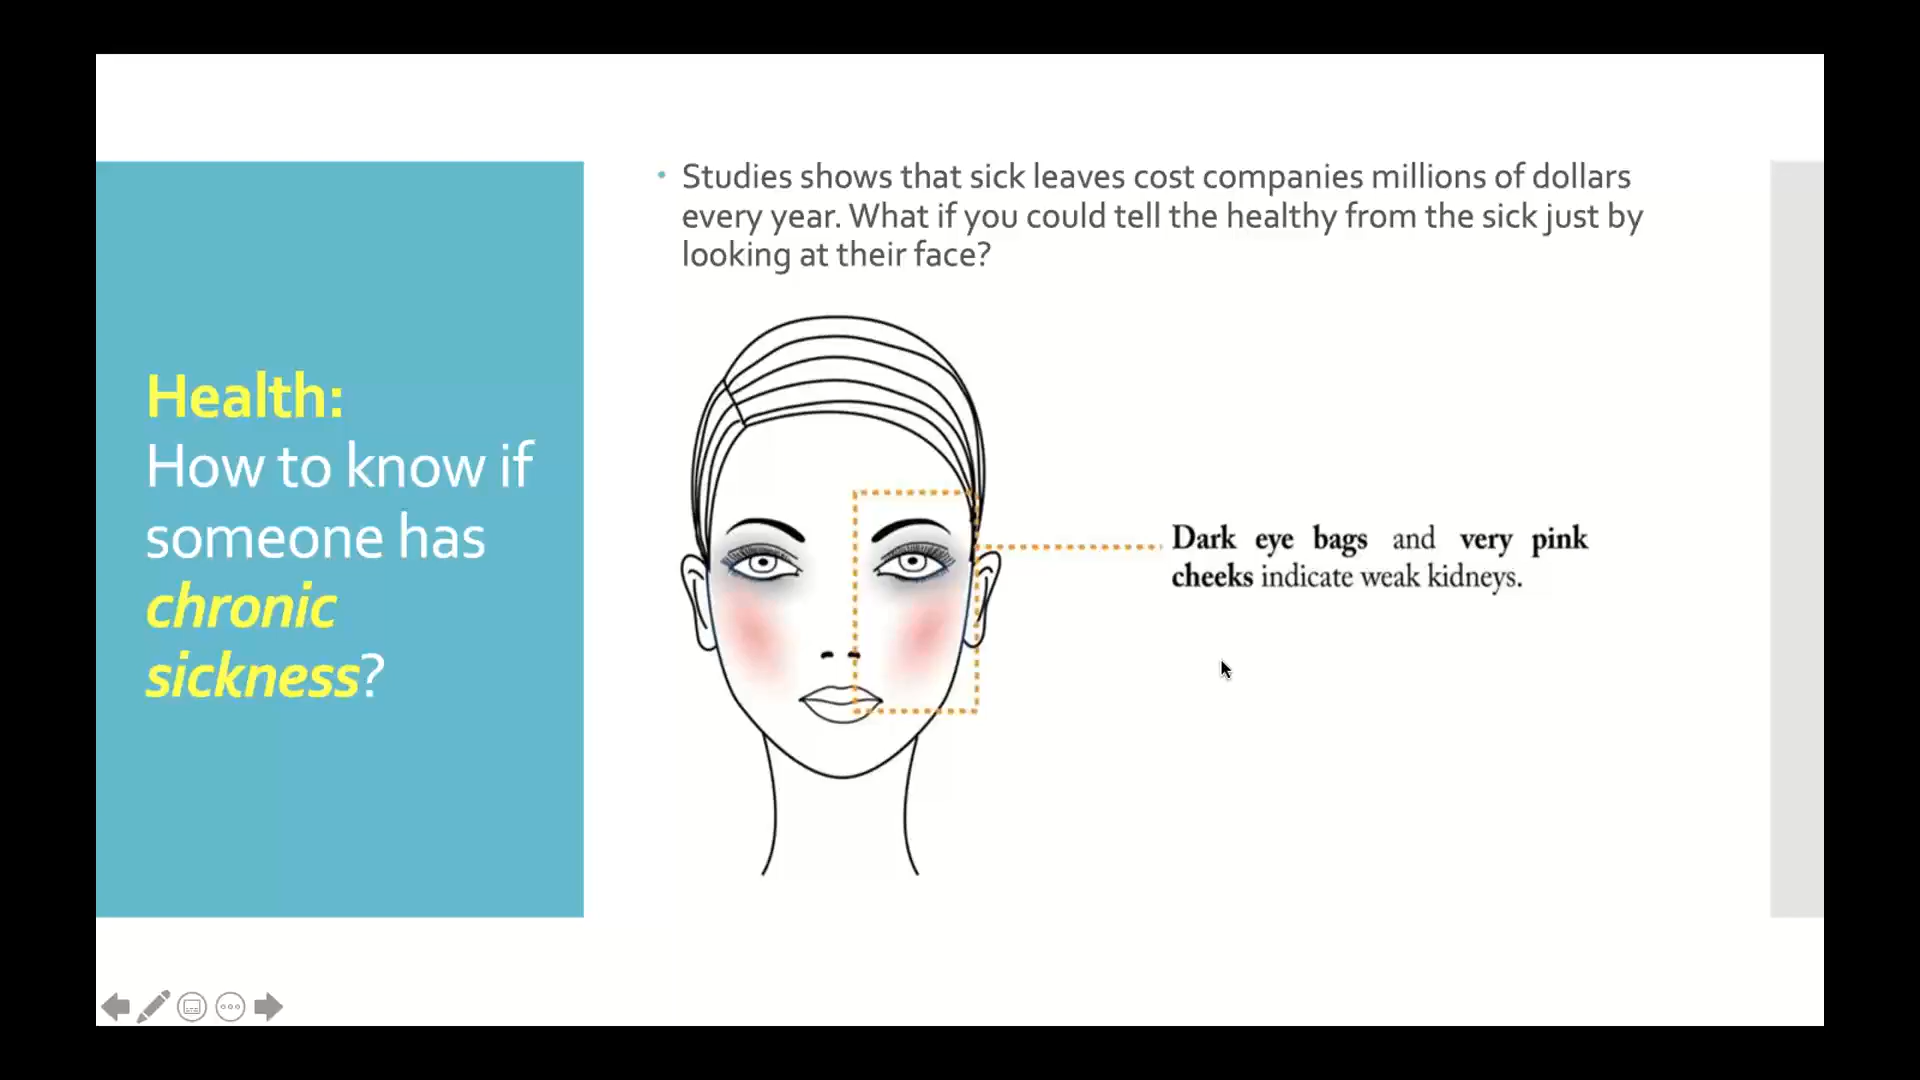 Health:
How to know if
someone has
chronic
sickness?
• Studies shows that sick leaves cost companies millions of dollars
every year. What if you could tell the healthy from the sick just by
looking at their face?
Dark eye bags and very pink
cheeks indicate weak kidneys.